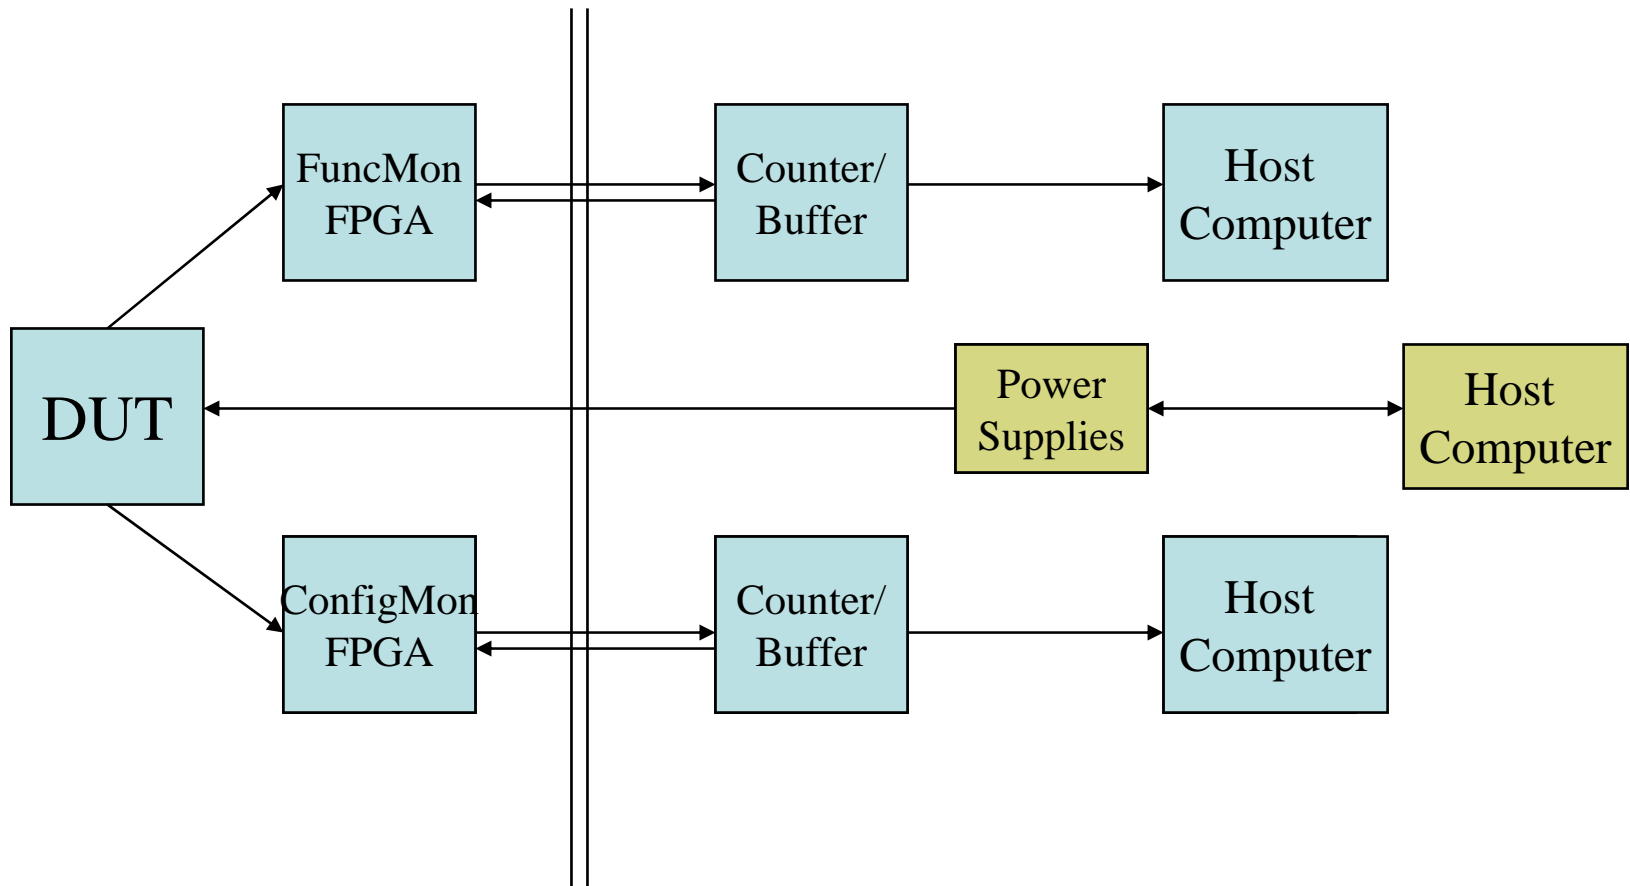 FuncMon
FPGA
Counter/
Buffer
Host
Computer
DUT
Power
Supplies
Host
Computer
ConfigMon
FPGA
Counter/
Buffer
Host
Computer